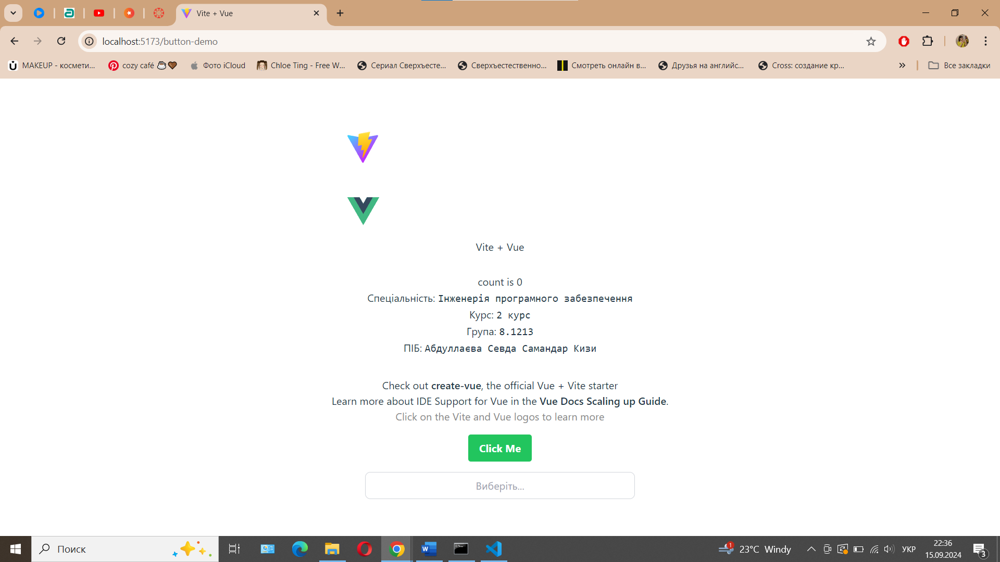 Vite + Vue
localhost:5173/button-demo
MAKEUP - космети...
cozy café
Фото iCloud
Chloe Ting - Free W...
Сериал Сверхъесте...
Сверхъестественно...
Смотреть онлайн в...
Друзья на английс...
Cross: создание кр...
Все закладки
Vite + Vue
count is 0
Спеціальність: Інженерія програмного забезпечення
Курс: 2 курс
Група: 8.1213
ПІБ: Абдуллаєва Севда Самандар Кизи
Check out create-vue, the official Vue + Vite starter
Learn more about IDE Support for Vue in the Vue Docs Scaling up Guide.
Click on the Vite and Vue logos to learn more
Click Me
Виберіть...
Поиск
1
23°C Windy
УКР
22:36
15.09.2024
3